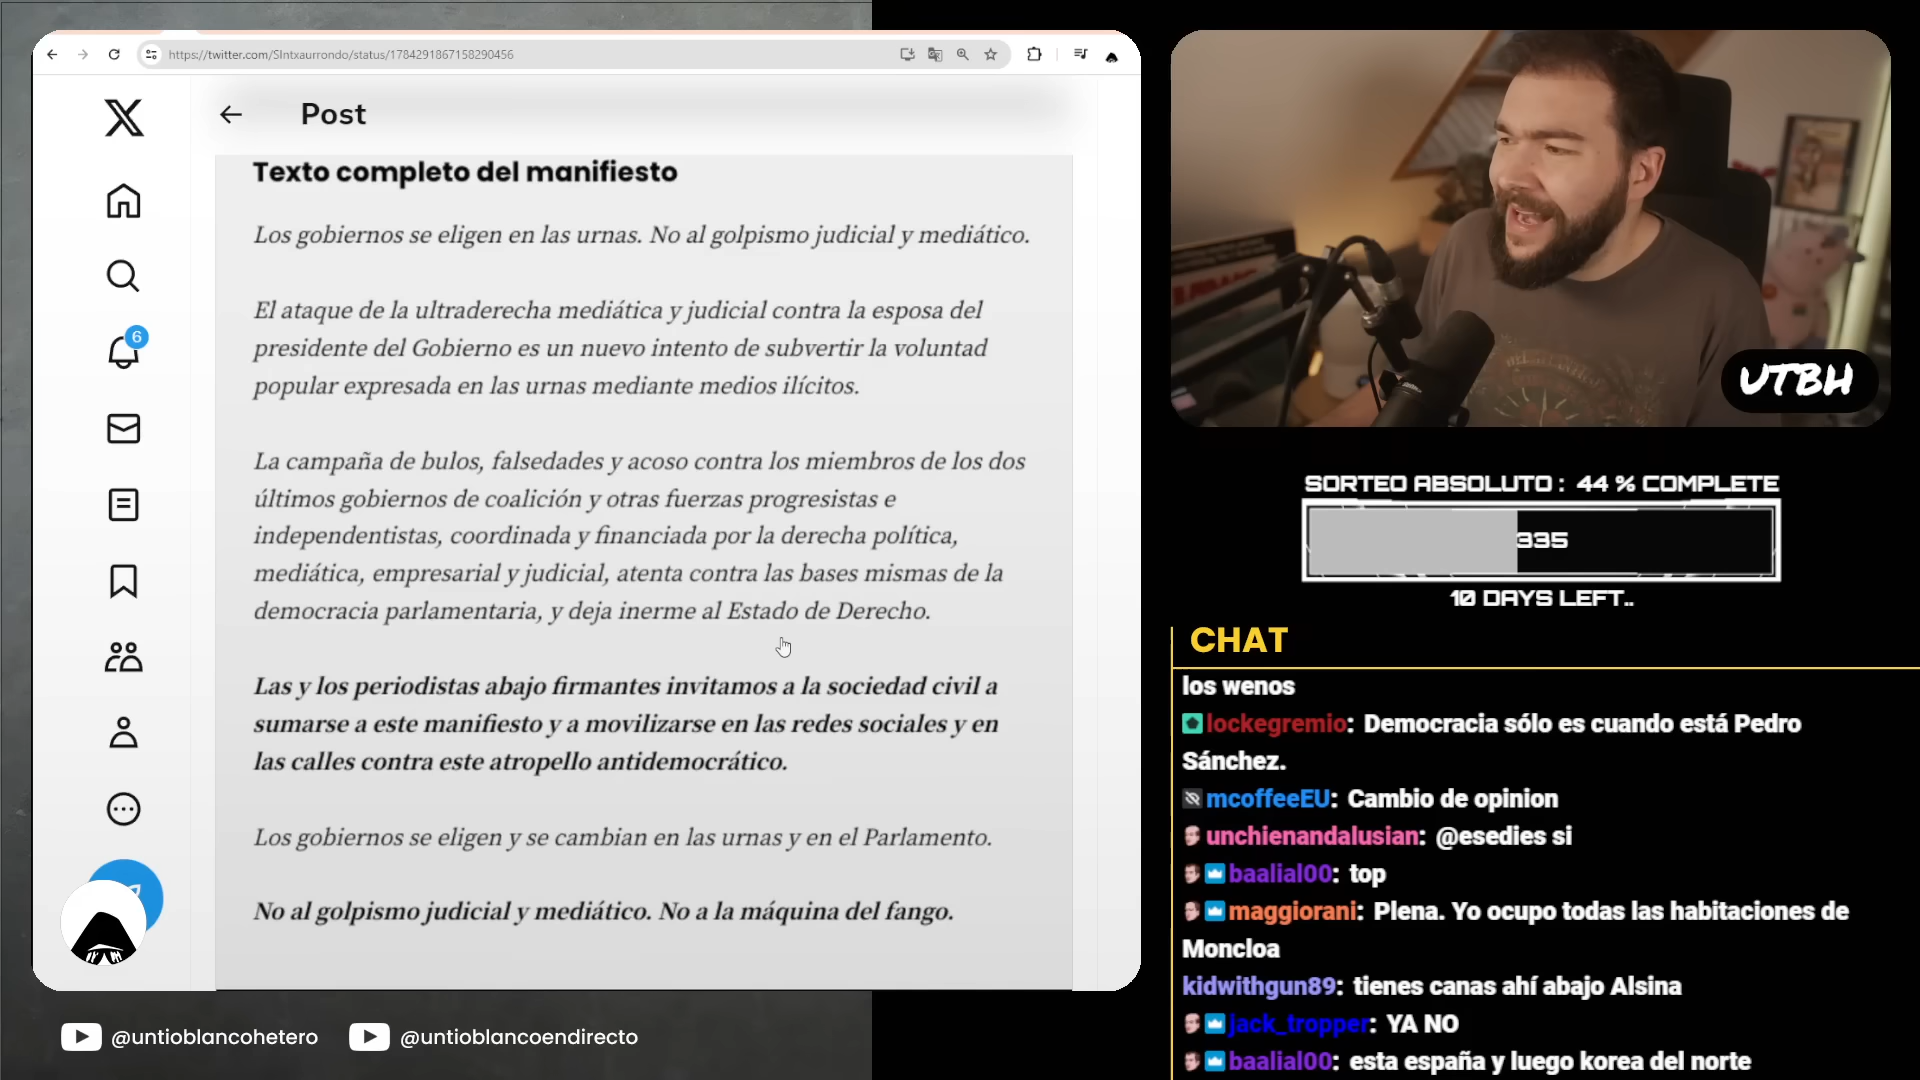 https://twitter.com/SIntxaurrondo/status/1784291867158290456
Post
6
Texto completo del manifiesto
Los gobiernos se eligen en las urnas. No al golpismo judicial y mediático.
El ataque de la ultraderecha mediática y judicial contra la esposa del
presidente del Gobierno es un nuevo intento de subvertir la voluntad
popular expresada en las urnas mediante medios ilícitos.
La campaña de bulos, falsedades y acoso contra los miembros de los dos
últimos gobiernos de coalición y otras fuerzas progresistas e
independentistas, coordinada y financiada por la derecha política,
mediática, empresarial y judicial, atenta contra las bases mismas de la
democracia parlamentaria, y deja inerme al Estado de Derecho.
Las y los periodistas abajo firmantes invitamos a la sociedad civil a
sumarse a este manifiesto y a movilizarse en las redes sociales y en
las calles contra este atropello antidemocrático.
Los gobiernos se eligen y se cambian en las urnas y en el Parlamento.
No al golpismo judicial y mediático. No a la máquina del fango.
@untioblancohetero
@untioblancoendirecto
UTBH
SORTEO ABSOLUTO : 44 % COMPLETE
335
10 DAYS LEFT..
CHAT
los wenos
lockegremio: Democracia sólo es cuando está Pedro
Sánchez.
mcoffeeEU: Cambio de opinion
unchienandalusian: @esedies si
baalial00: top
maggiorani: Plena. Yo ocupo todas las habitaciones de
Moncloa
kidwithgun89: tienes canas ahí abajo Alsina
jack_tropper: YA NO
baalial00: esta españa y luego korea del norte